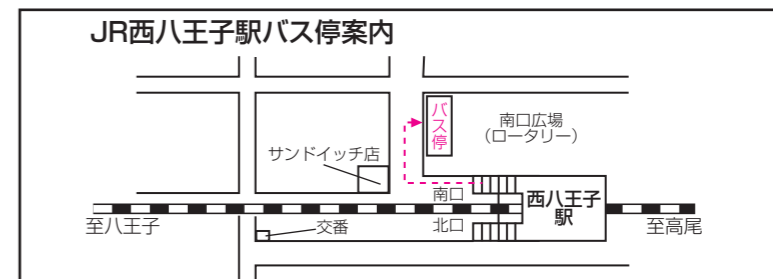 JR西八王子駅バス停案内
バス停
南口広場
（ロータリー）
サンドイッチ店
南口
西八王子
駅
至八王子
交番
北口
至高尾